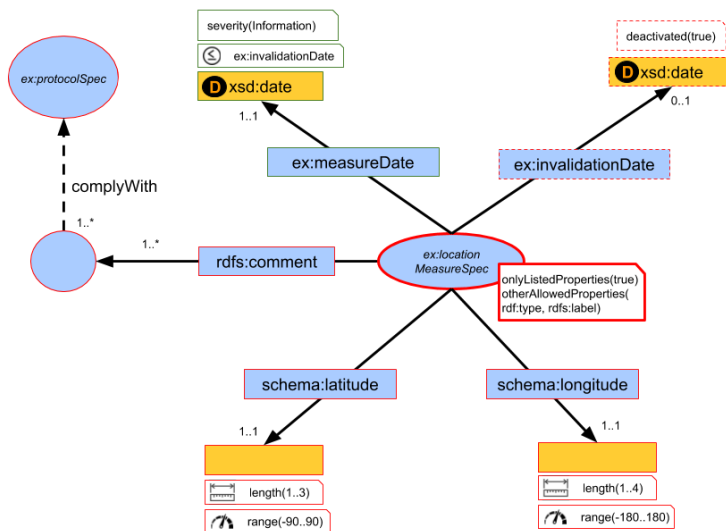 severity(Information)
≤ ex:invalidationDate
D xsd:date
1..1
deactivated(true)
D xsd:date
0..1
ex:protocolSpec
ex:measureDate
ex:invalidationDate
complyWith
1..*
1..*
rdfs:comment
ex:location
MeasureSpec
onlyListedProperties(true)
otherAllowedProperties(
rdf:type, rdfs:label)
schema:latitude
schema:longitude
1..1
1..1
length(1..3)
range(-90..90)
length(1..4)
range(-180..180)